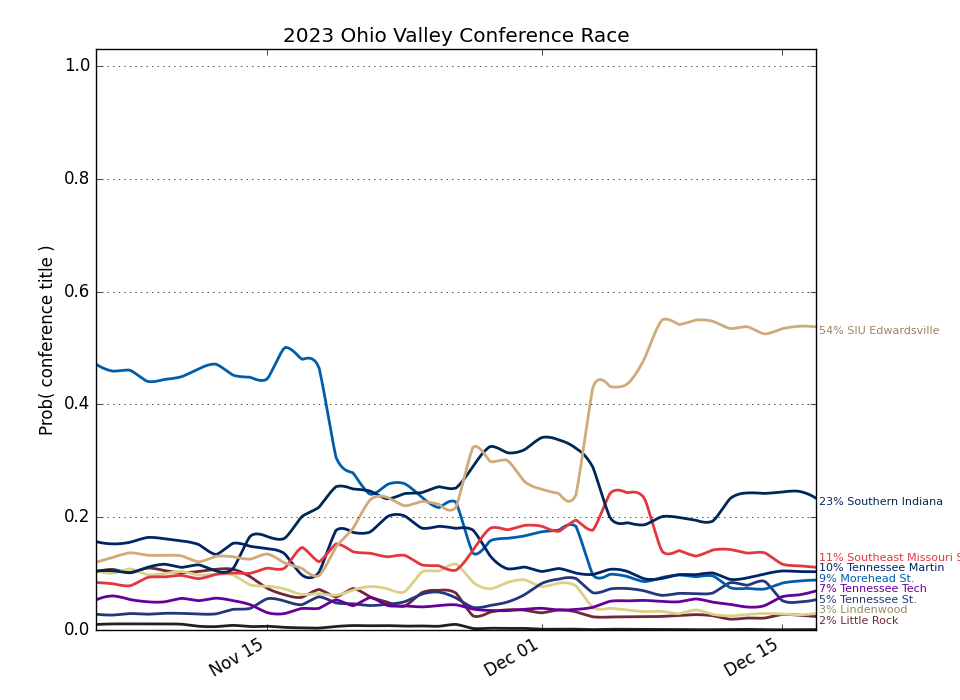 2023 Ohio Valley Conference Race
Prob( conference title )
1.0
0.8
0.6
0.4
0.2
0.0
Nov 15
Dec 01
Dec 15
54% SIU Edwardsville
23% Southern Indiana
11% Southeast Missouri S
10% Tennessee Martin
9% Morehead St.
7% Tennessee Tech
5% Tennessee St.
3% Lindenwood
2% Little Rock